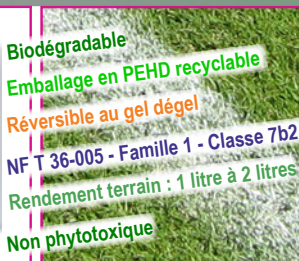 Biodégradable
Emballage en PEHD recyclable
Réversible au gel dégel
NF T 36-005 - Famille 1 - Classe 7b2
Rendement terrain : 1 litre à 2 litres
Non phytotoxique